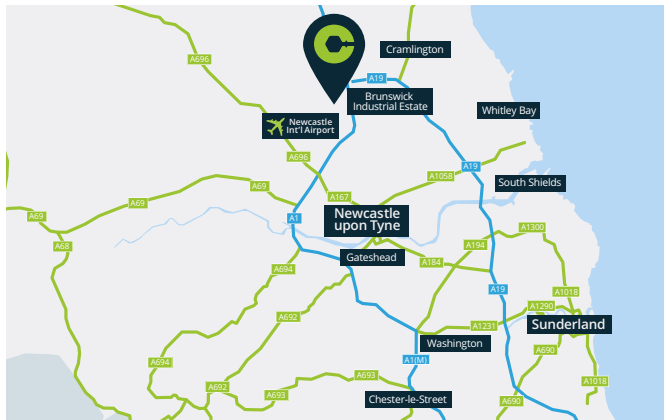 Cramlington
A696
A19
Brunswick
Industrial Estate
Whitley Bay
Newcastle
Int'l Airport
A696
A19
A1058
South Shields
A69
A167
A69
A69
A1
Newcastle
upon Tyne
A1300
A68
A194
Gateshead
A184
A694
A19
A1018
A1290
A692
A1231
Sunderland
Washington
A690
A694
A1(M)
A693
A1018
A692
A693
Chester-le-Street
A690